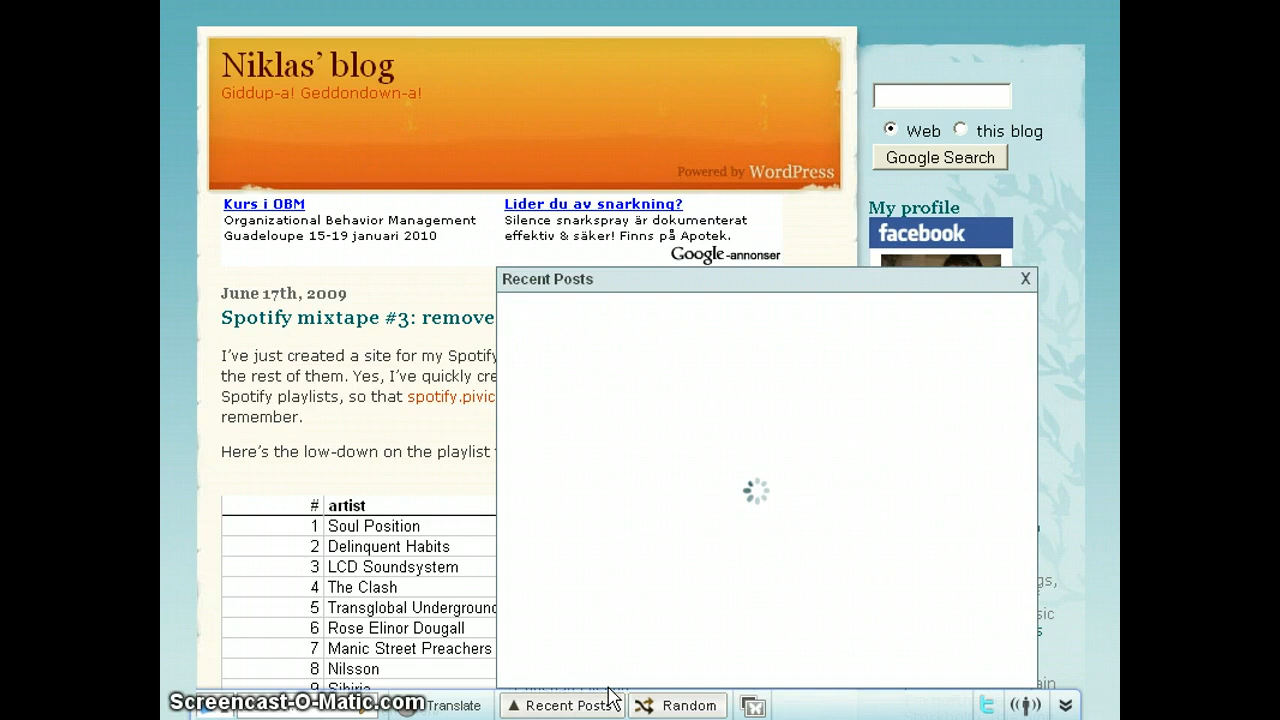 Niklas' blog
Giddup-a! Geddondown-a!
Powered by WordPress
Web this blog
Google Search
My profile
facebook
Kurs i OBM
Organizational Behavior Management
Guadeloupe 15-19 januari 2010
Lider du av snarkning?
Silence snarkspray är dokumenterat
effektiv & säker! Finns på Apotek.
Google-annonser
June 17th, 2009
Spotify mixtape #3: remove
I've just created a site for my Spotify
the rest of them. Yes, I've quickly cre
Spotify playlists, so that spotify.pivic
remember.
Here's the low-down on the playlist
# artist
1 Soul Position
2 Delinquent Habits
3 LCD Soundsystem
4 The Clash
5 Transglobal Underground
6 Rose Elinor Dougall
7 Manic Street Preachers
8 Nilsson
Recent Posts X
Screencast-O-Matic.com
Translate
Recent Posts
Random